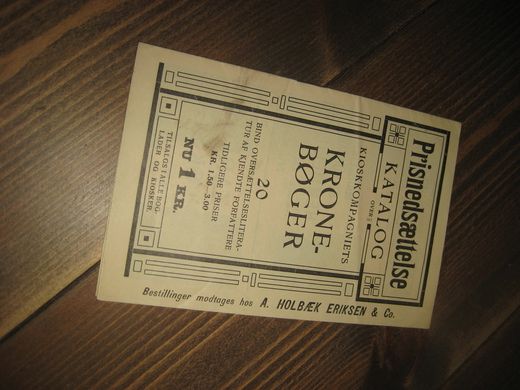 Prisnedsættelse
KATALOG
OVER
KIOSKKOMPAGNIETS
KRONE-
BØGER
20
BIND OVERSÆTTELSESLITERA-
TUR AF KJENDTE FORFATTERE
TIDLIGERE PRISER
KR. 1.50-3.00
NU 1 KR.
TILSALGS I ALLE BOG-
LADER OG KIOSKER.
Bestillinger modtages hos A. HOLBÆK ERIKSEN & Co.